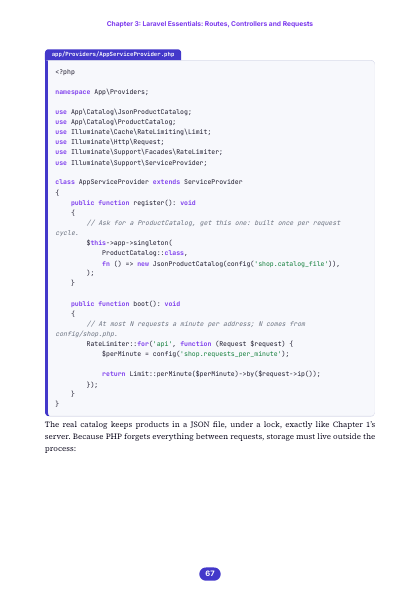 Chapter 3: Laravel Essentials: Routes, Controllers and Requests
app/Providers/AppServiceProvider.php
<?php
namespace App\Providers;
use App\Catalog\JsonProductCatalog;
use App\Catalog\ProductCatalog;
use Illuminate\Cache\RateLimiting\Limit;
use Illuminate\Http\Request;
use Illuminate\Support\Facades\RateLimiter;
use Illuminate\Support\ServiceProvider;
class AppServiceProvider extends ServiceProvider
{
    public function register(): void
    {
        // Ask for a ProductCatalog, get this one: built once per request
cycle.
        $this->app->singleton(
            ProductCatalog::class,
            fn () => new JsonProductCatalog(config('shop.catalog_file')),
        );
    }
    public function boot(): void
    {
        // At most N requests a minute per address; N comes from
config/shop.php.
        RateLimiter::for('api', function (Request $request) {
            $perMinute = config('shop.requests_per_minute');
            return Limit::perMinute($perMinute)->by($request->ip());
        });
    }
}
The real catalog keeps products in a JSON file, under a lock, exactly like Chapter 1's
server. Because PHP forgets everything between requests, storage must live outside the
process:
67